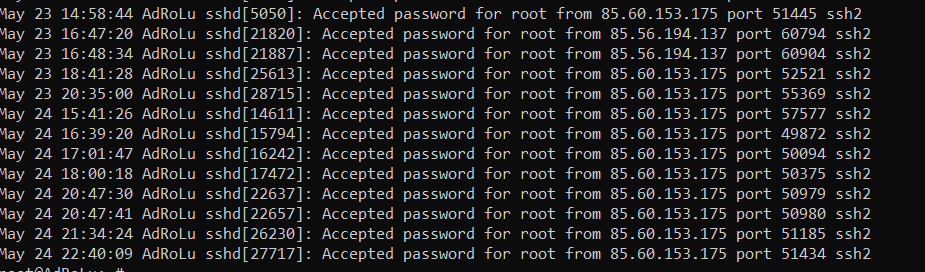 May 23 14:58:44 AdRoLu sshd[5050]: Accepted password for root from 85.60.153.175 port 51445 ssh2
May 23 16:47:20 AdRoLu sshd[21820]: Accepted password for root from 85.56.194.137 port 60794 ssh2
May 23 16:48:34 AdRoLu sshd[21887]: Accepted password for root from 85.56.194.137 port 60904 ssh2
May 23 18:41:28 AdRoLu sshd[25613]: Accepted password for root from 85.60.153.175 port 52521 ssh2
May 23 20:35:00 AdRoLu sshd[28715]: Accepted password for root from 85.60.153.175 port 55369 ssh2
May 24 15:41:26 AdRoLu sshd[14611]: Accepted password for root from 85.60.153.175 port 57577 ssh2
May 24 16:39:20 AdRoLu sshd[15794]: Accepted password for root from 85.60.153.175 port 49872 ssh2
May 24 17:01:47 AdRoLu sshd[16242]: Accepted password for root from 85.60.153.175 port 50094 ssh2
May 24 18:00:18 AdRoLu sshd[17472]: Accepted password for root from 85.60.153.175 port 50375 ssh2
May 24 20:47:30 AdRoLu sshd[22637]: Accepted password for root from 85.60.153.175 port 50979 ssh2
May 24 20:47:41 AdRoLu sshd[22657]: Accepted password for root from 85.60.153.175 port 50980 ssh2
May 24 21:34:24 AdRoLu sshd[26230]: Accepted password for root from 85.60.153.175 port 51185 ssh2
May 24 22:40:09 AdRoLu sshd[27717]: Accepted password for root from 85.60.153.175 port 51434 ssh2